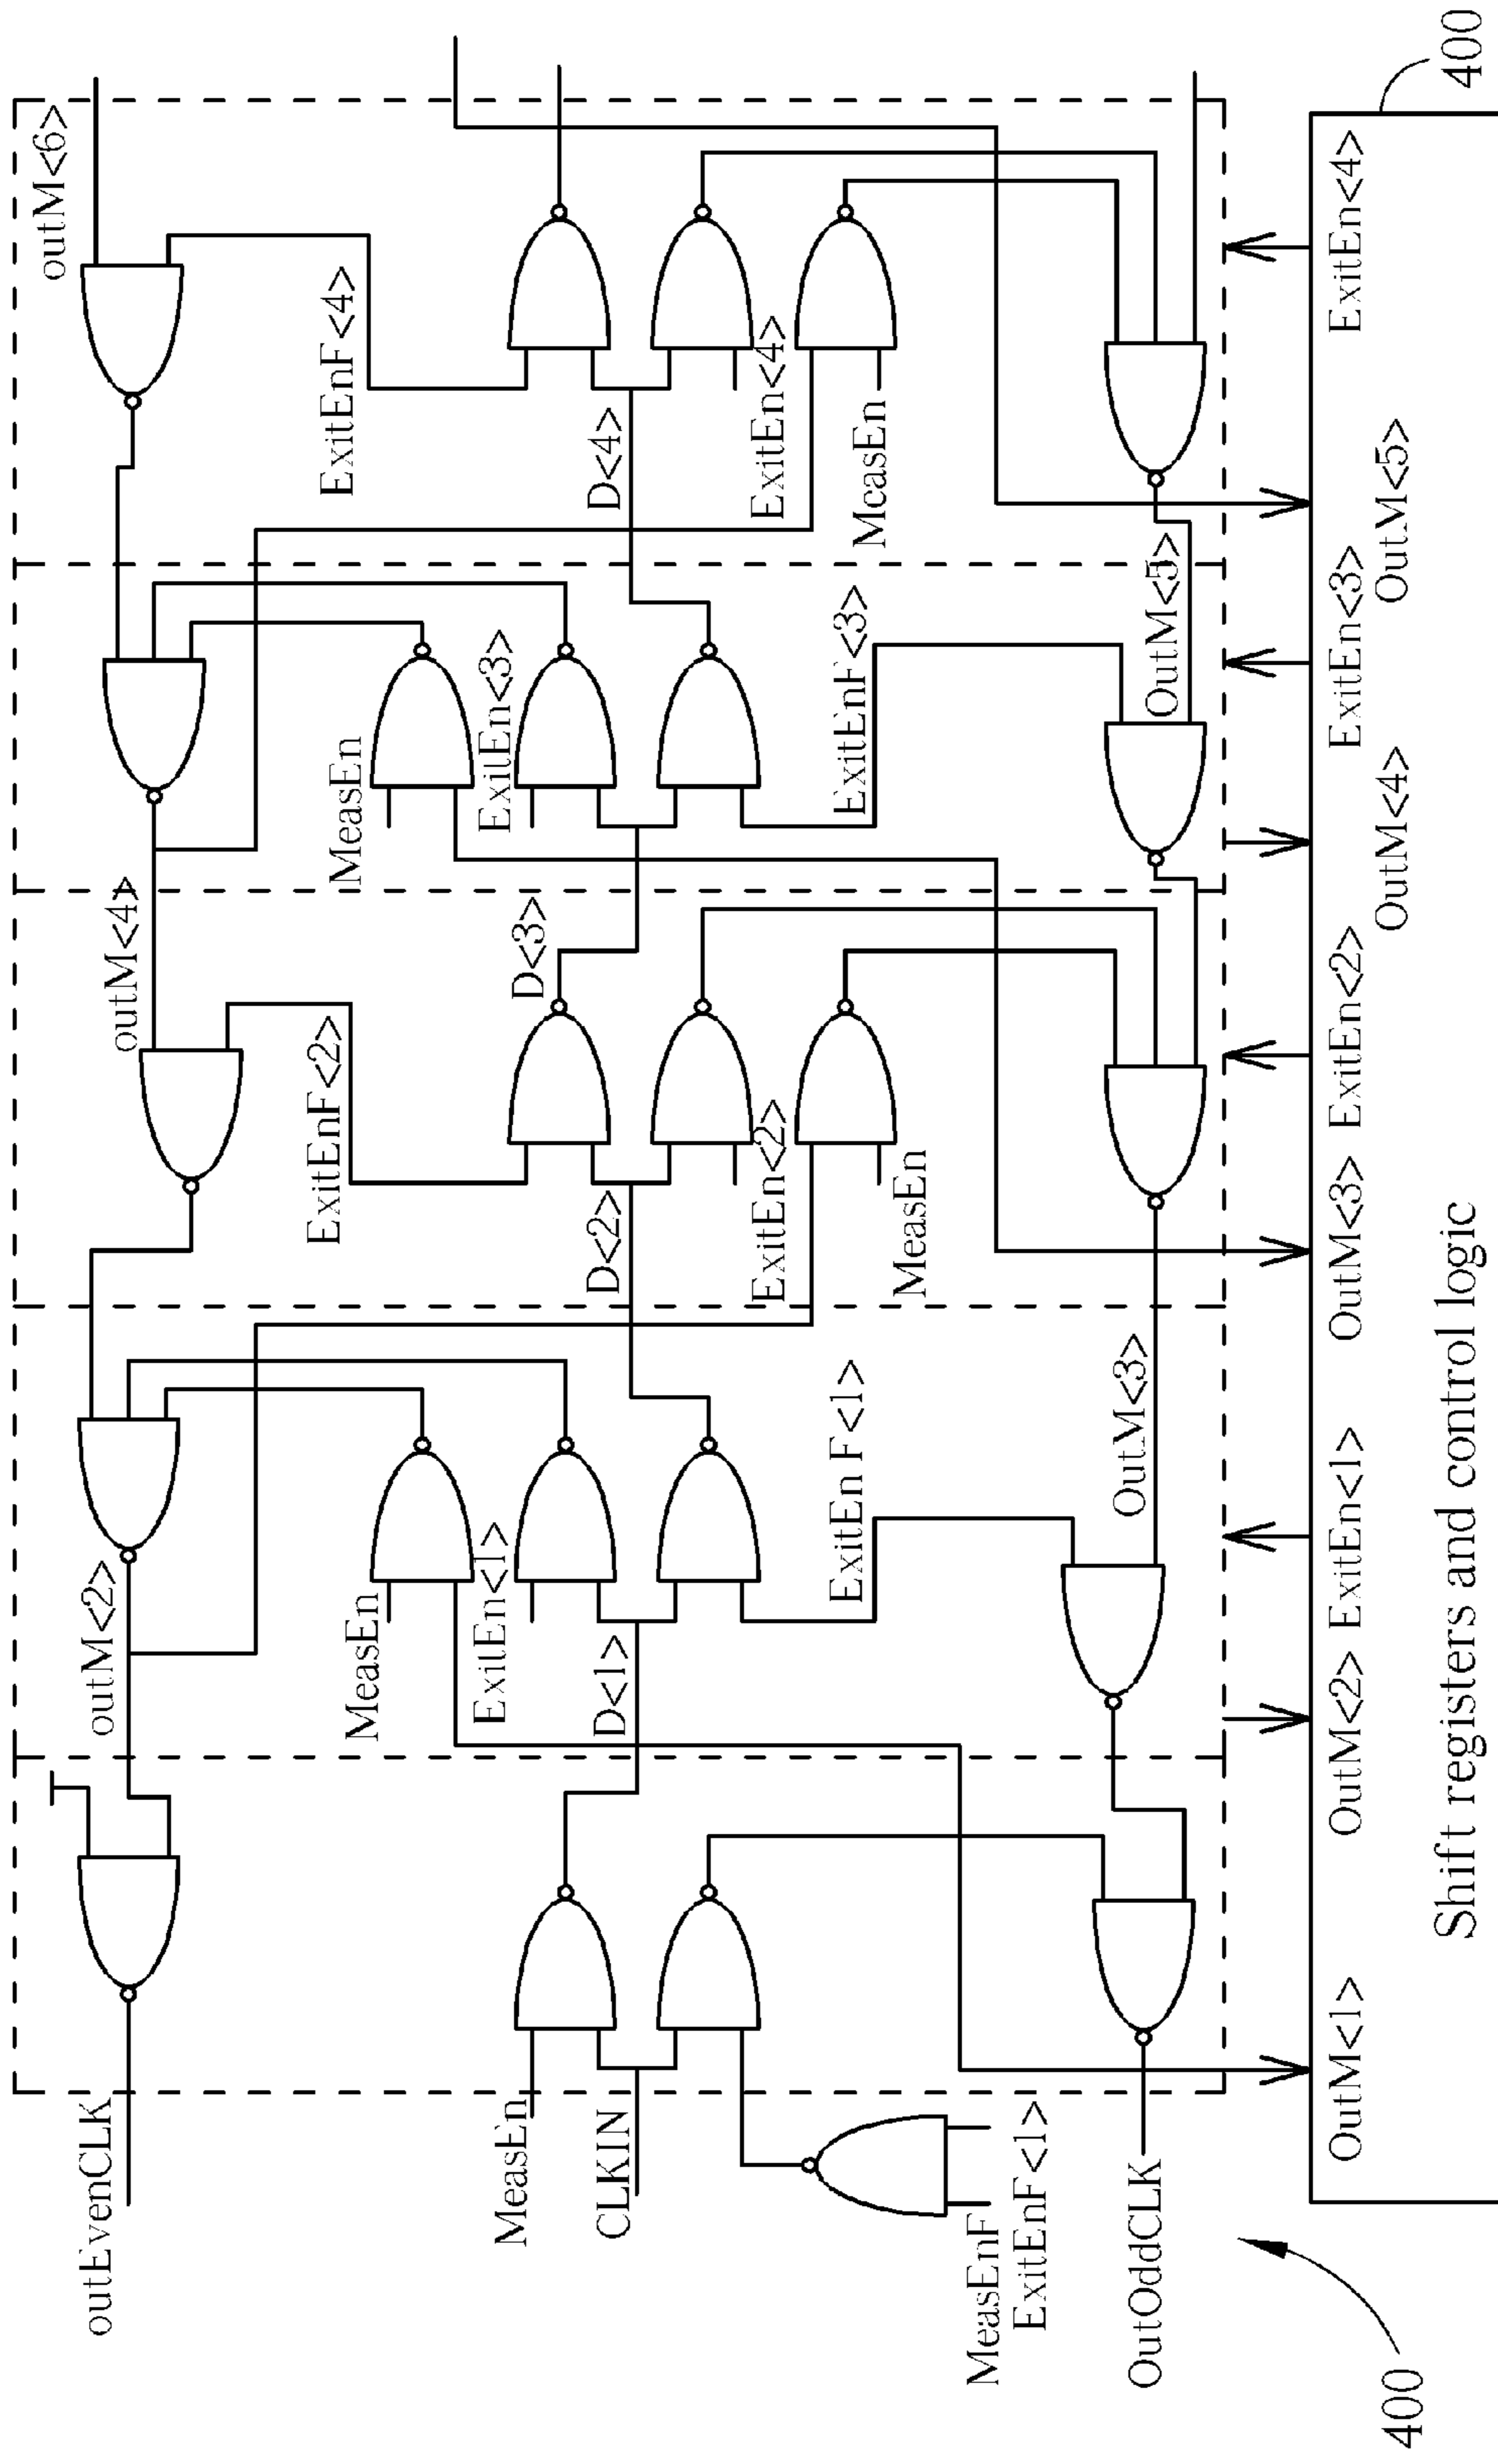 outEvenCLK
outM<2>
outM<4>
outM<6>
MeasEn
ExitEnF<2>
MeasEn
ExitEnF<4>
ExitEn<1>
ExitEn<3>
MeasEn
D<3>
CLKIN
D<1>
D<2>
D<4>
ExitEn<2>
ExitEn<4>
ExitEn F<1>
MeasEn
ExitEnF<3>
McasEn
MeasEnF
ExitEnF<1>
OutM<3>
OutM<5>
OutOddCLK
OutM<1>
OutM<2>
ExitEn<1>
OutM<3>
ExitEn<2>
OutM<4>
ExitEn<3>
OutM<5>
ExitEn<4>
Shift registers and control logic
400
400